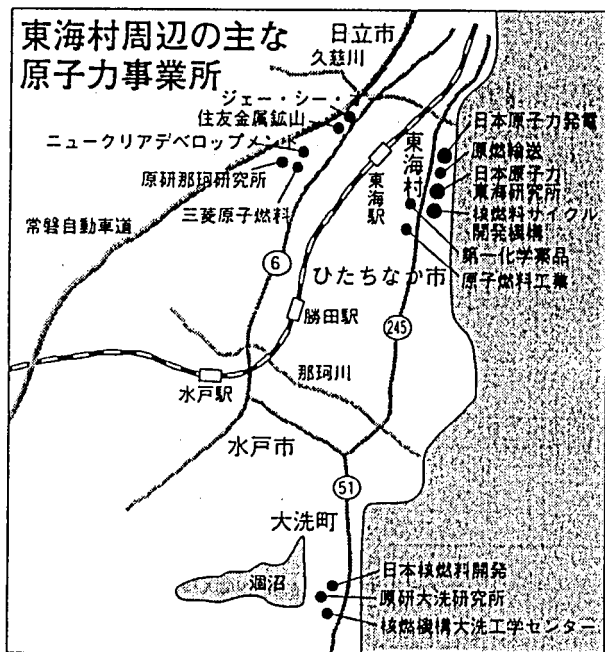 東海村周辺の主な
原子力事業所
日立市
久慈川
ジェー・シー・オー
住友金属鉱山
ニュークリアデベロップメント
原研那珂研究所
三菱原子燃料
常磐自動車道
東海駅
東海村
日本原子力発電
原燃輸送
日本原子力
東海研究所
核燃料サイクル
開発機構
第一化学薬品
原子燃料工業
6
ひたちなか市
勝田駅
245
那珂川
水戸駅
水戸市
51
大洗町
涸沼
日本核燃料開発
原研大洗研究所
核燃機構大洗工学センター